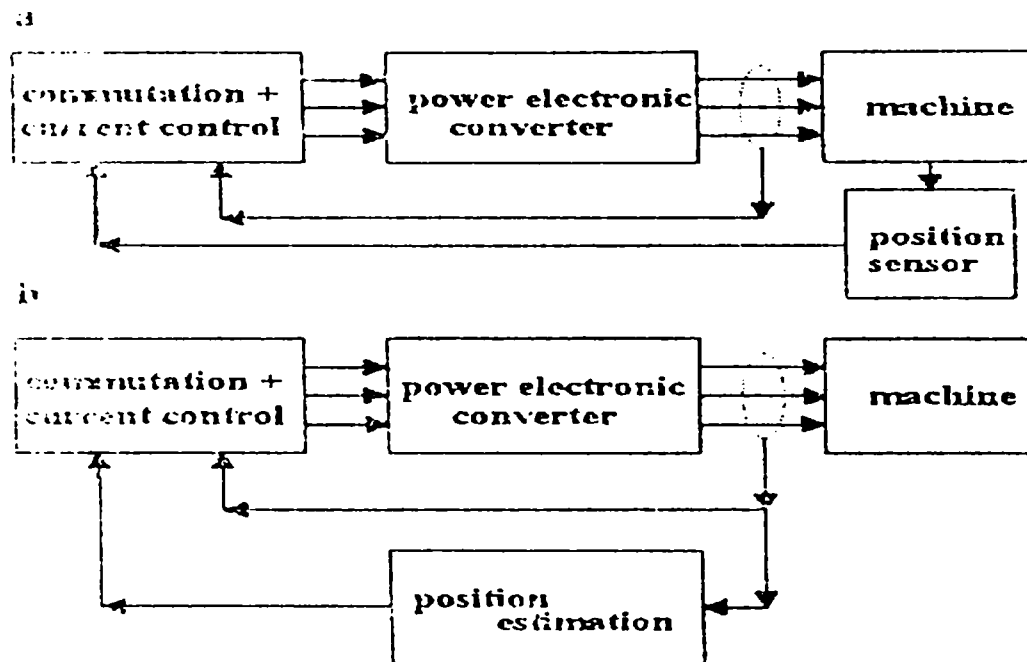 a
commutation +
current control
power electronic
converter
machine
position
sensor
b
commutation +
current control
power electronic
converter
machine
position
estimation